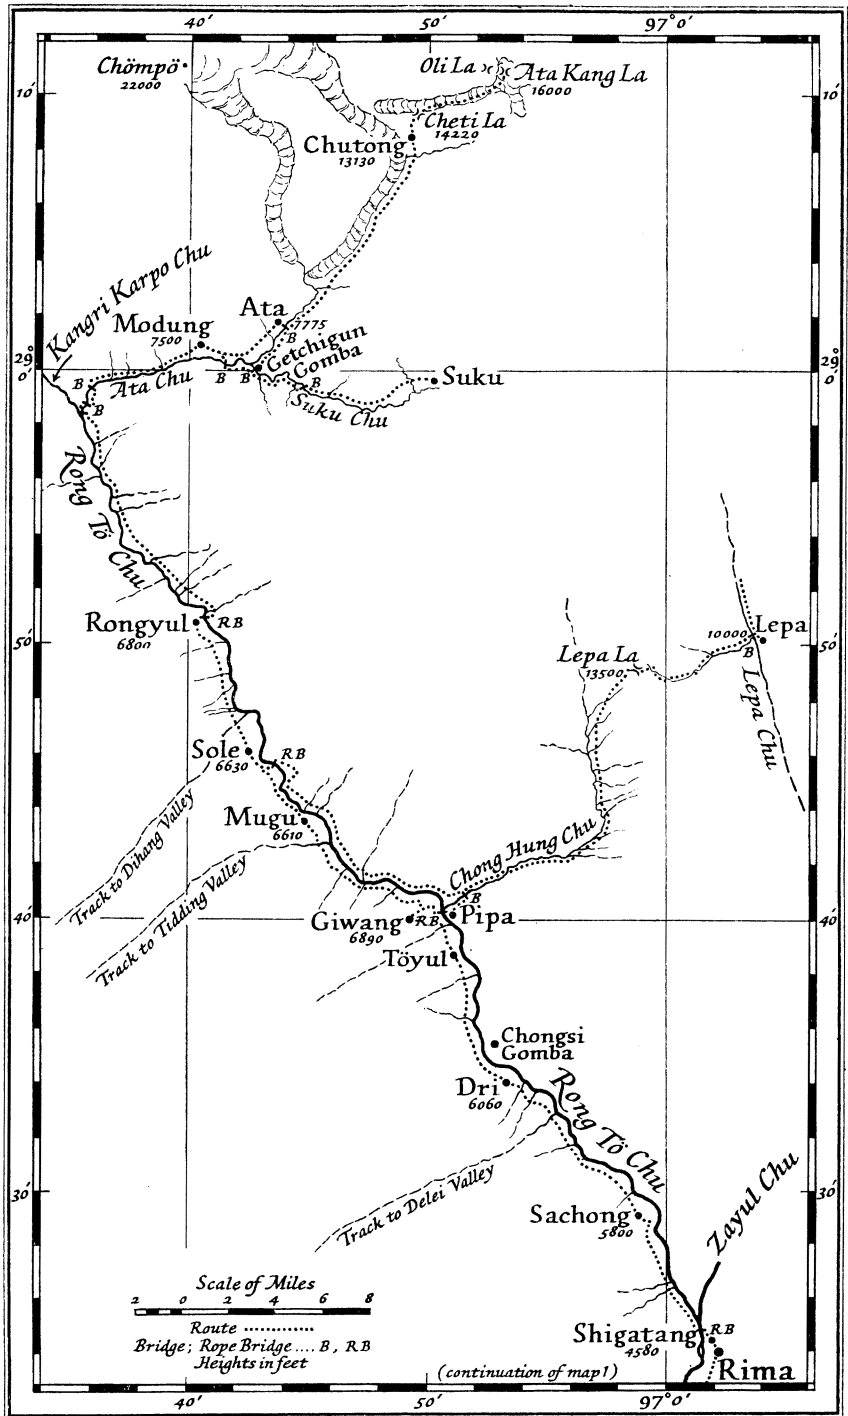 40' 50' 97°0'
10' 10'
Chömpö
22000
Oli La
Ata Kang La
16000
Cheti La
14220
Chutong
13130
Kangri Karpo Chu
Ata
7775
B
Modung
7500
Getchigun
Gomba
29° 0' 29° 0'
B B B B
Ata Chu
B
Suku
Suku Chu
Rong Tö Chu
Rongyul
6800
RB
50' 50'
Lepa
10000
B
Lepa La
13500
Lepa Chu
Sole
6630
RB
Mugu
6610
Track to Dihang Valley
Track to Tidding Valley
Chong Hung Chu
B
40' 40'
Giwang
6890
RB
Pipa
Töyul
Chongsi
Gomba
Dri
6060
Rong Tö Chu
30' 30'
Track to Delei Valley
Sachong
5800
Zayul Chu
Scale of Miles
2 0 2 4 6 8
Route ..............
Bridge; Rope Bridge .... B, RB
Heights in feet
Shigatang
4580
RB
Rima
(continuation of map 1)
40' 50' 97°0'